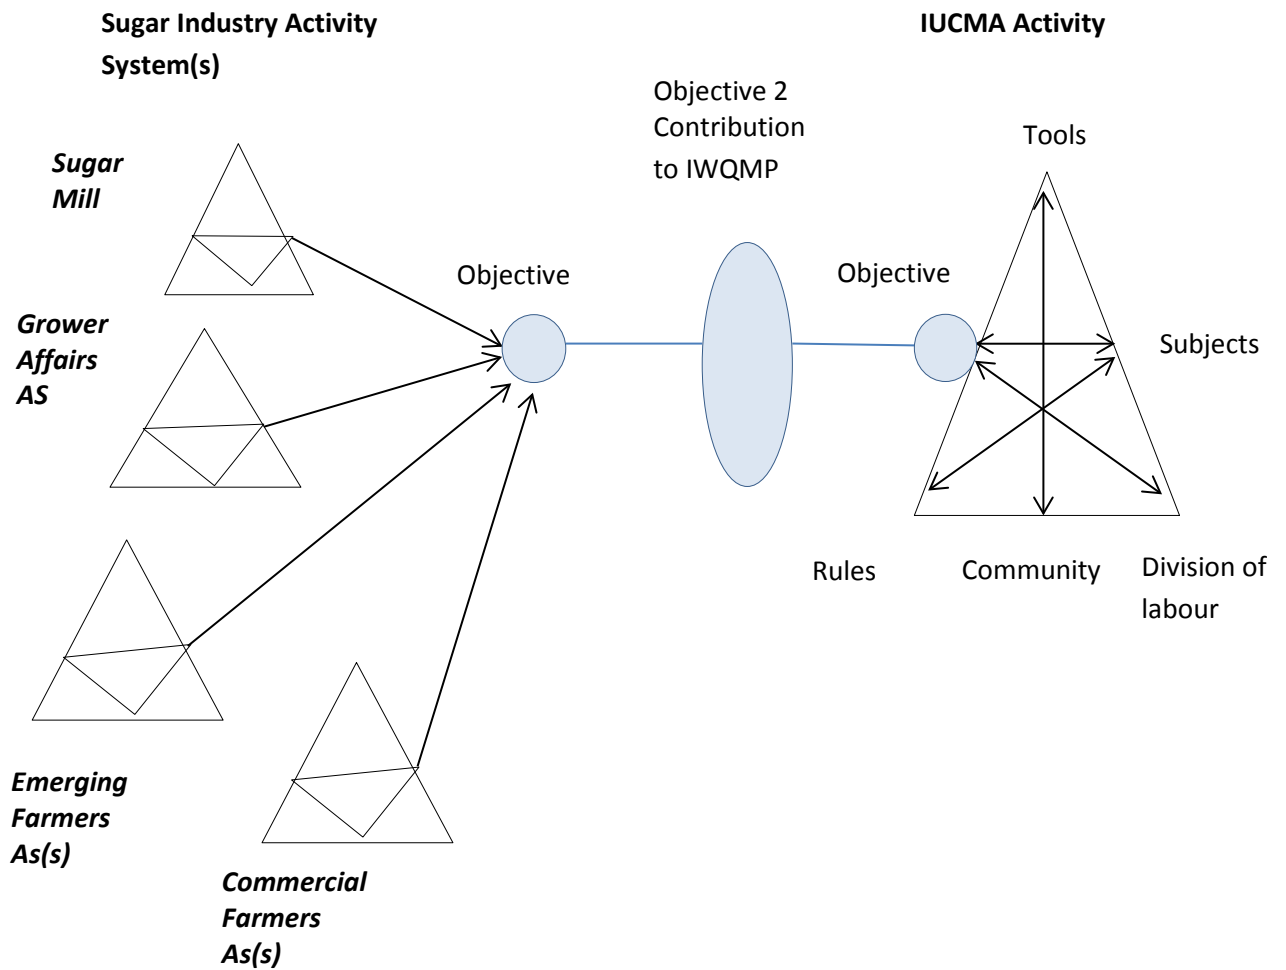 Sugar Industry Activity
System(s)
IUCMA Activity
Objective 2
Contribution
to IWQMP
Tools
Sugar
Mill
Objective
Objective
Grower
Affairs
AS
Subjects
Rules
Community
Division of
labour
Emerging
Farmers
As(s)
Commercial
Farmers
As(s)